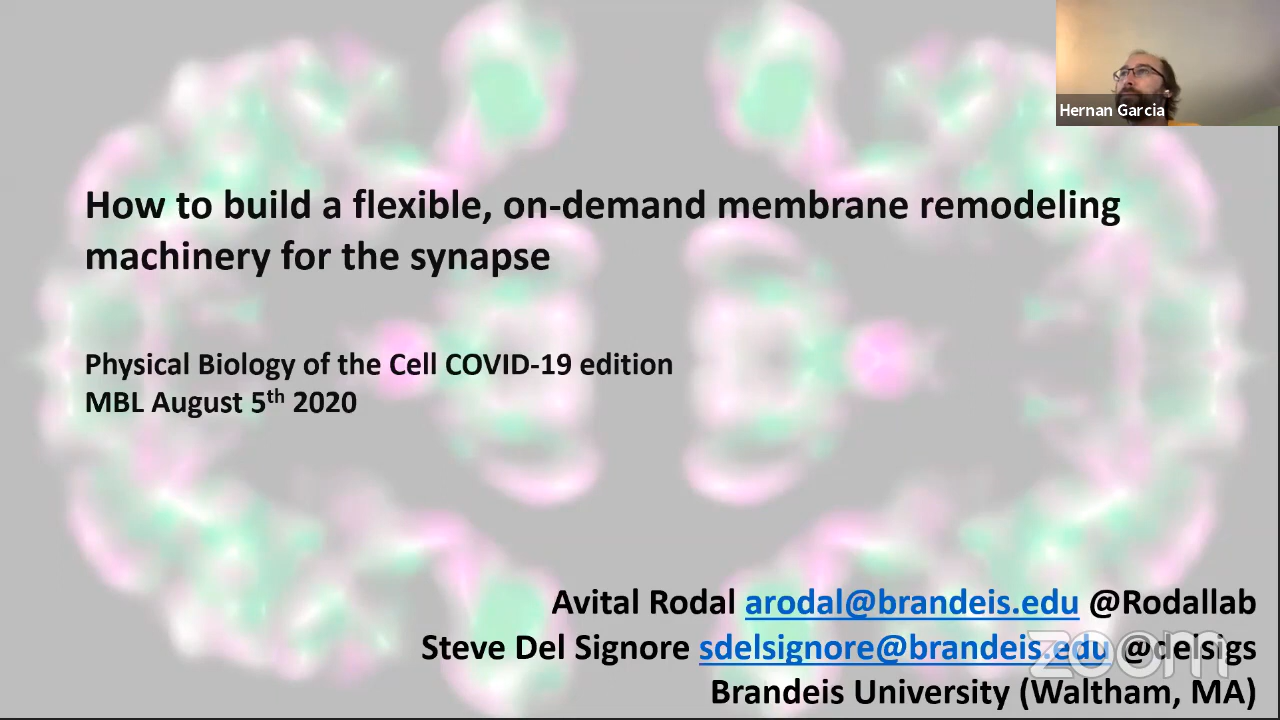 Hernan Garcia
How to build a flexible, on-demand membrane remodeling
machinery for the synapse
Physical Biology of the Cell COVID-19 edition
MBL August 5th 2020
Avital Rodal arodal@brandeis.edu @Rodallab
Steve Del Signore sdelsignore@brandeis.edu @delsigs
zoom
Brandeis University (Waltham, MA)